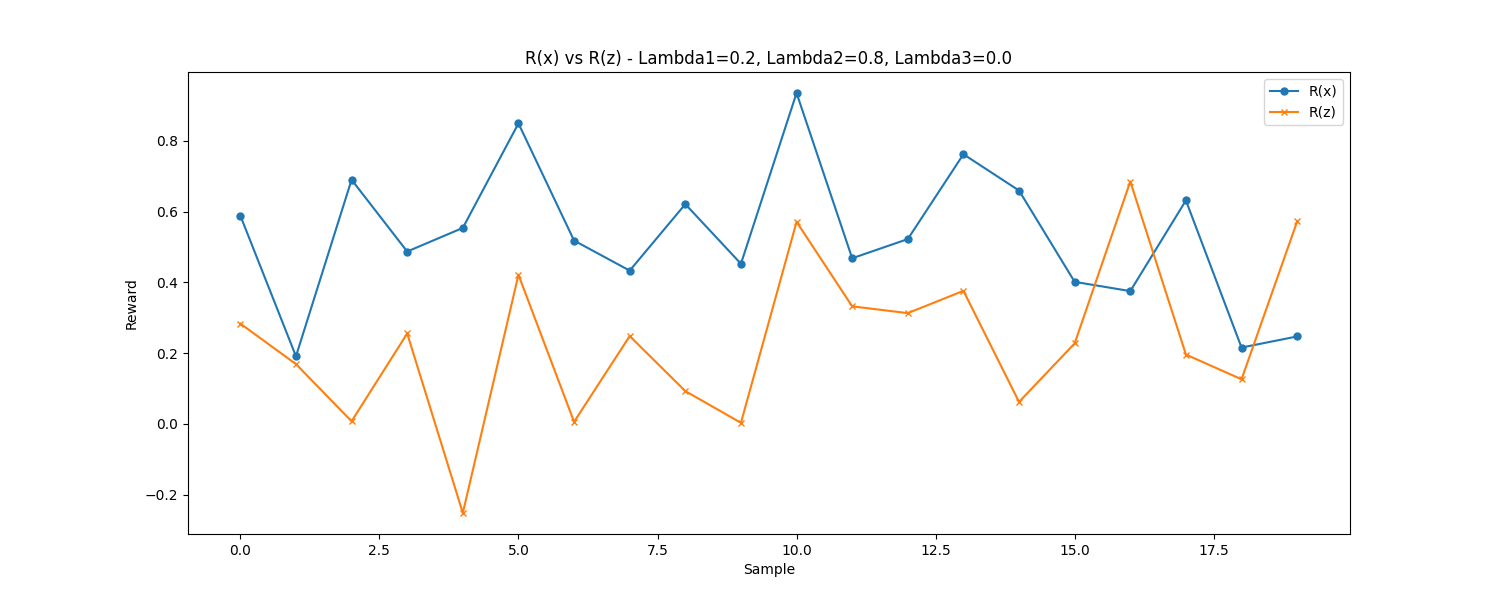 R(x) vs R(z) - Lambda1=0.2, Lambda2=0.8, Lambda3=0.0
R(x)
R(z)
Reward
0.8
0.6
0.4
0.2
0.0
−0.2
0.0 2.5 5.0 7.5 10.0 12.5 15.0 17.5
Sample